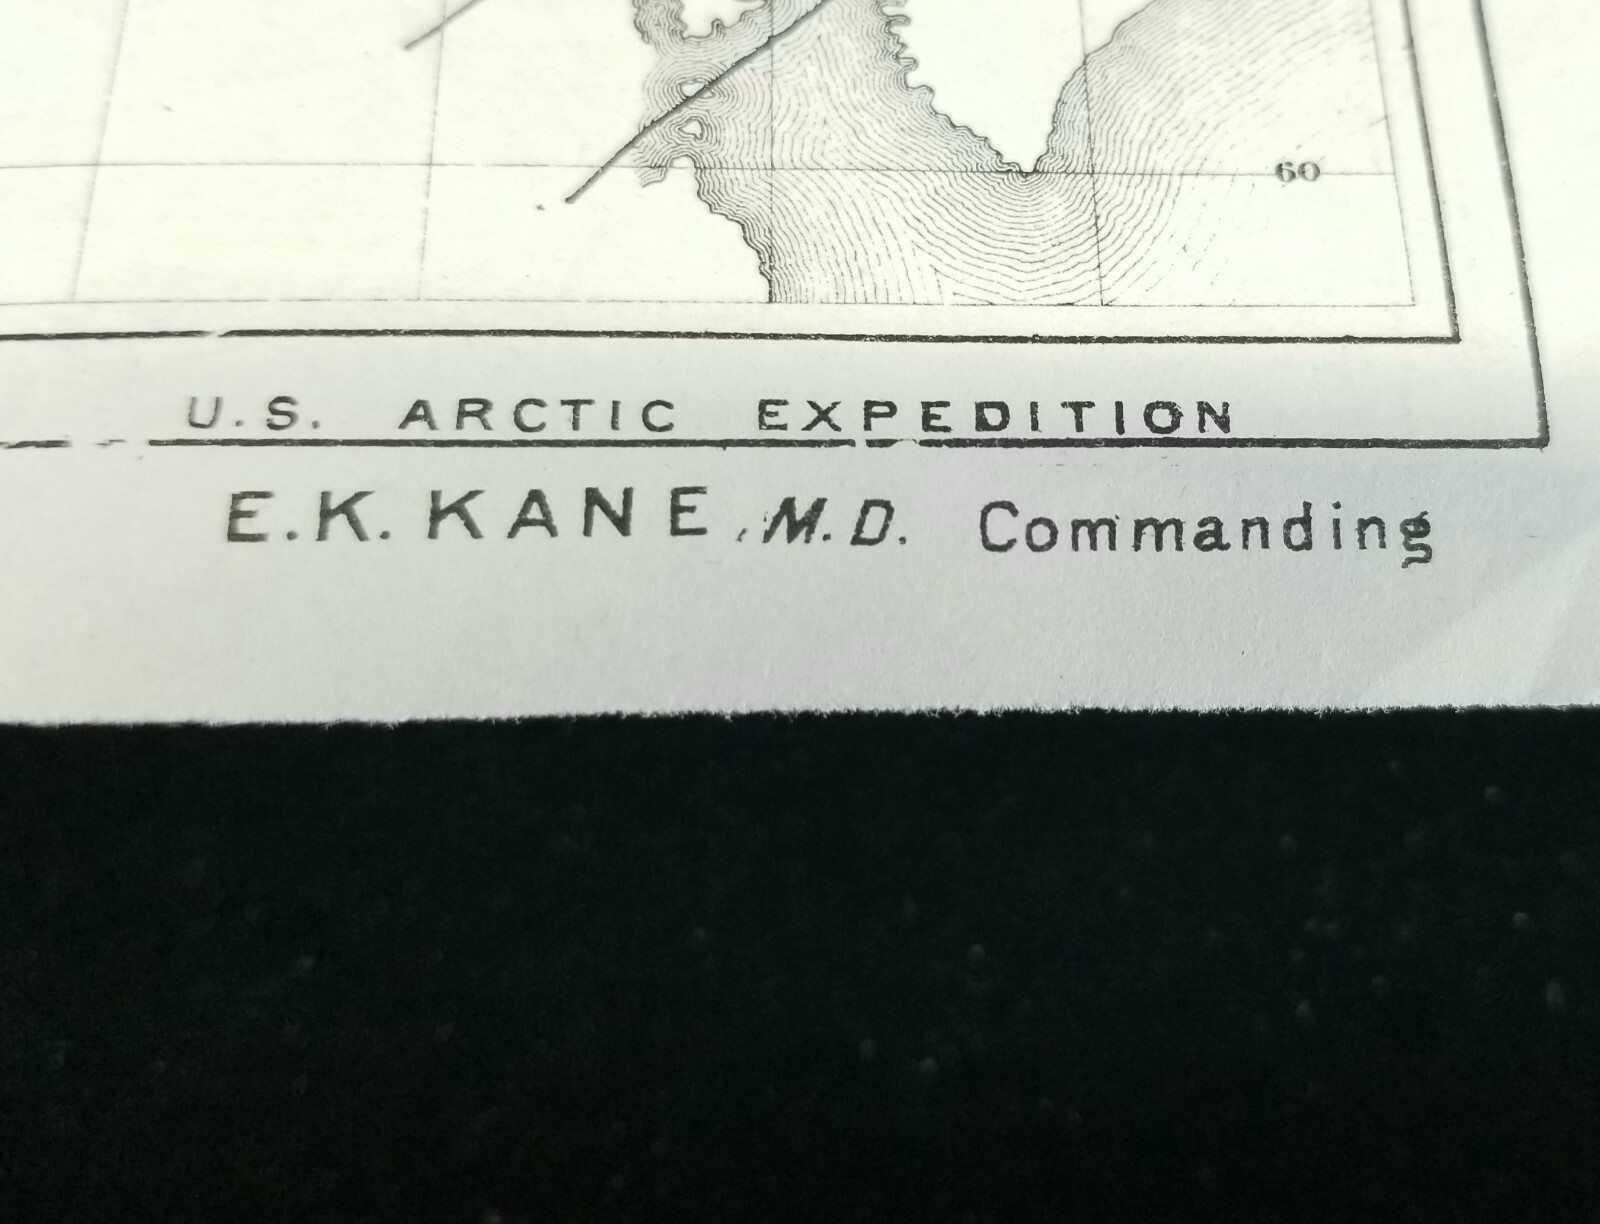 60
U.S. ARCTIC EXPEDITION
E.K. KANE, M.D. Commanding